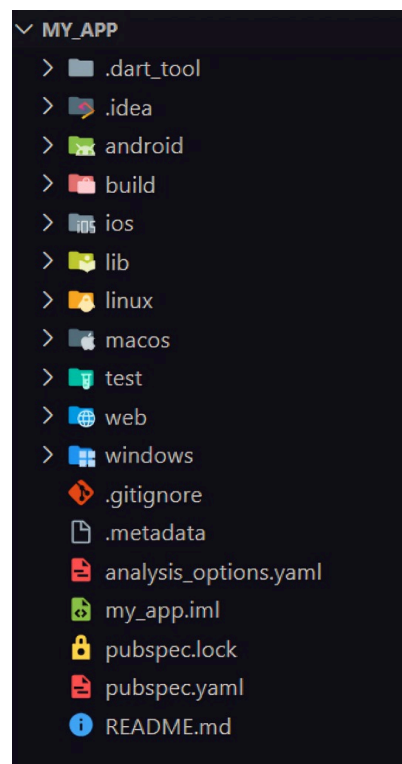 MY_APP
.dart_tool
.idea
android
build
iOS ios
lib
linux
macos
test
web
windows
.gitignore
.metadata
analysis_options.yaml
my_app.iml
pubspec.lock
pubspec.yaml
README.md